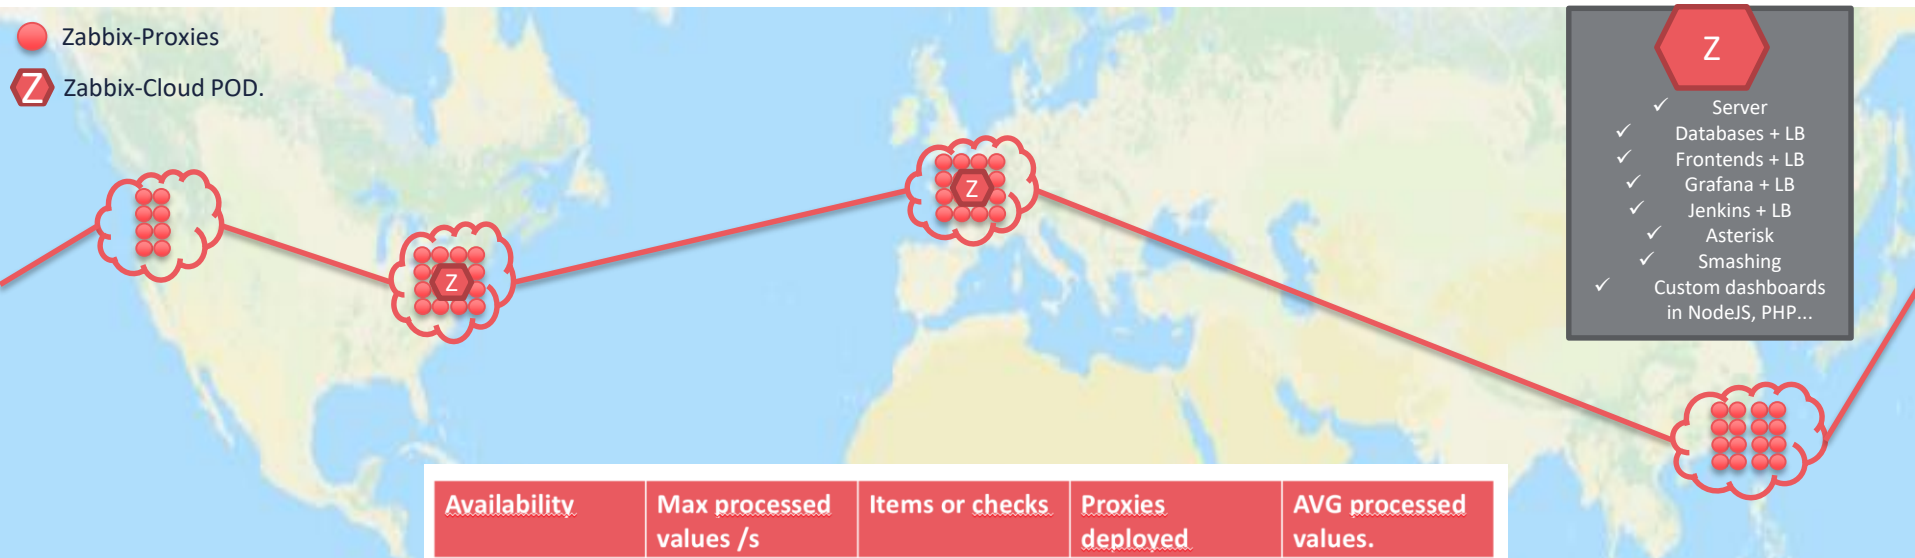 Zabbix-Proxies
Z
Zabbix-Cloud POD.
Z
Z
Z
✓ Server
✓ Databases + LB
✓ Frontends + LB
✓ Grafana + LB
✓ Jenkins + LB
✓ Asterisk
✓ Smashing
✓ Custom dashboards
in NodeJS, PHP...
Availability
Max processed
values /s
Items or checks
Proxies
deployed
AVG processed
values.